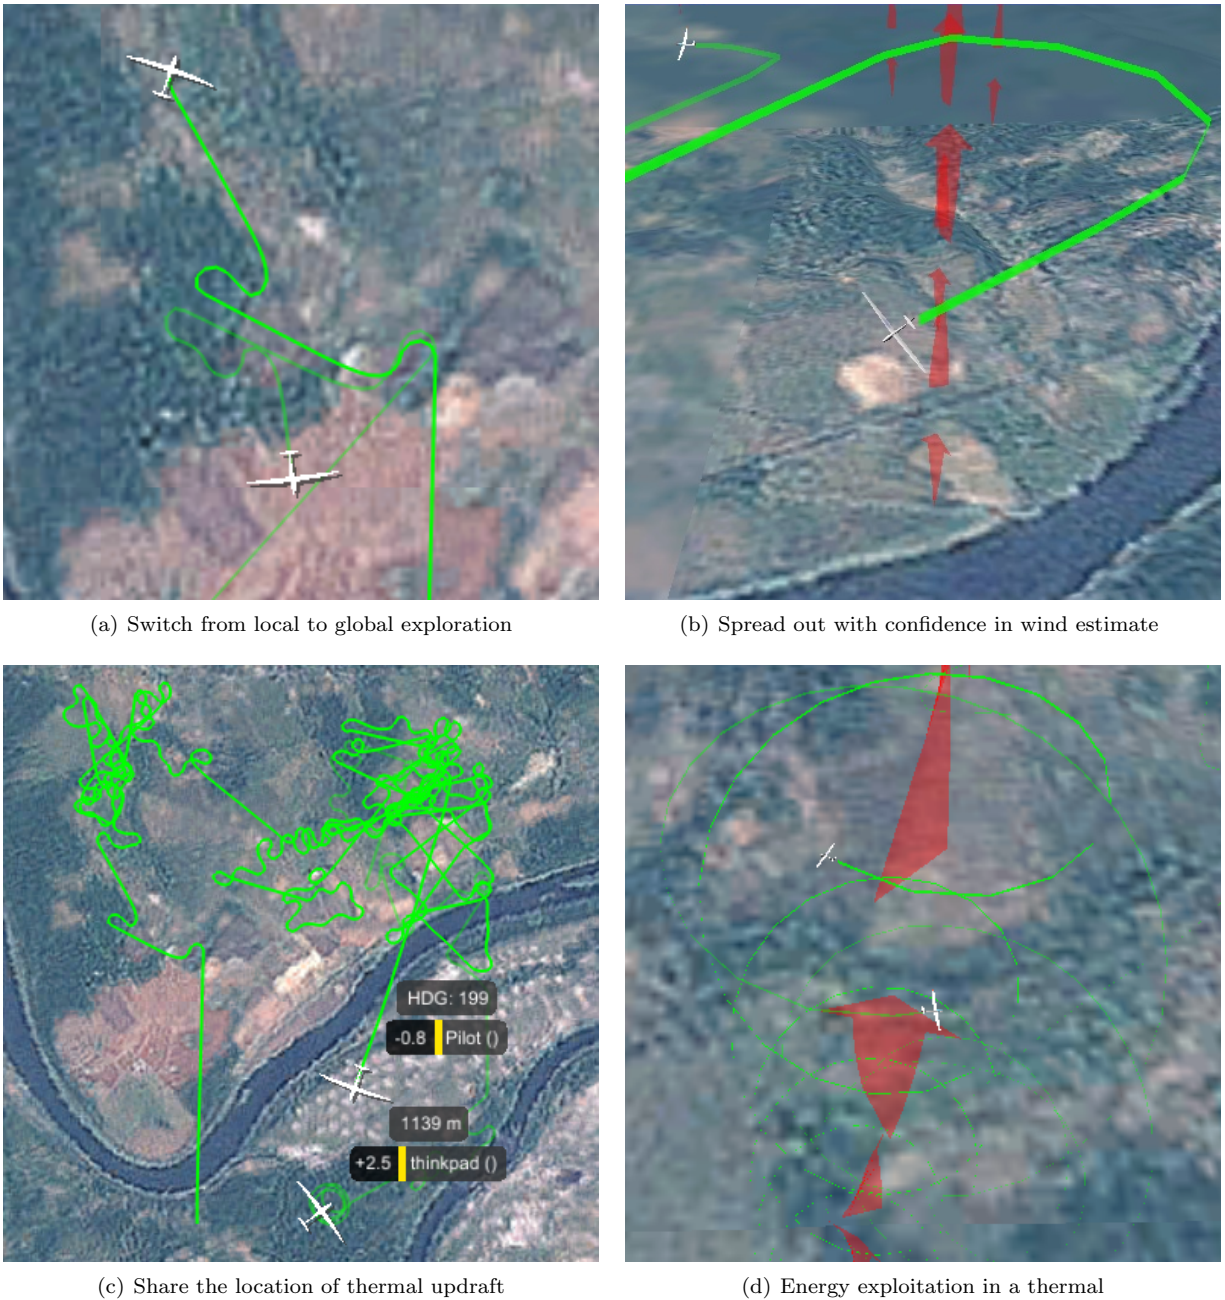 (a) Switch from local to global exploration
(b) Spread out with confidence in wind estimate
HDG: 199
-0.8 Pilot ()
1139 m
+2.5 thinkpad ()
(c) Share the location of thermal updraft
(d) Energy exploitation in a thermal